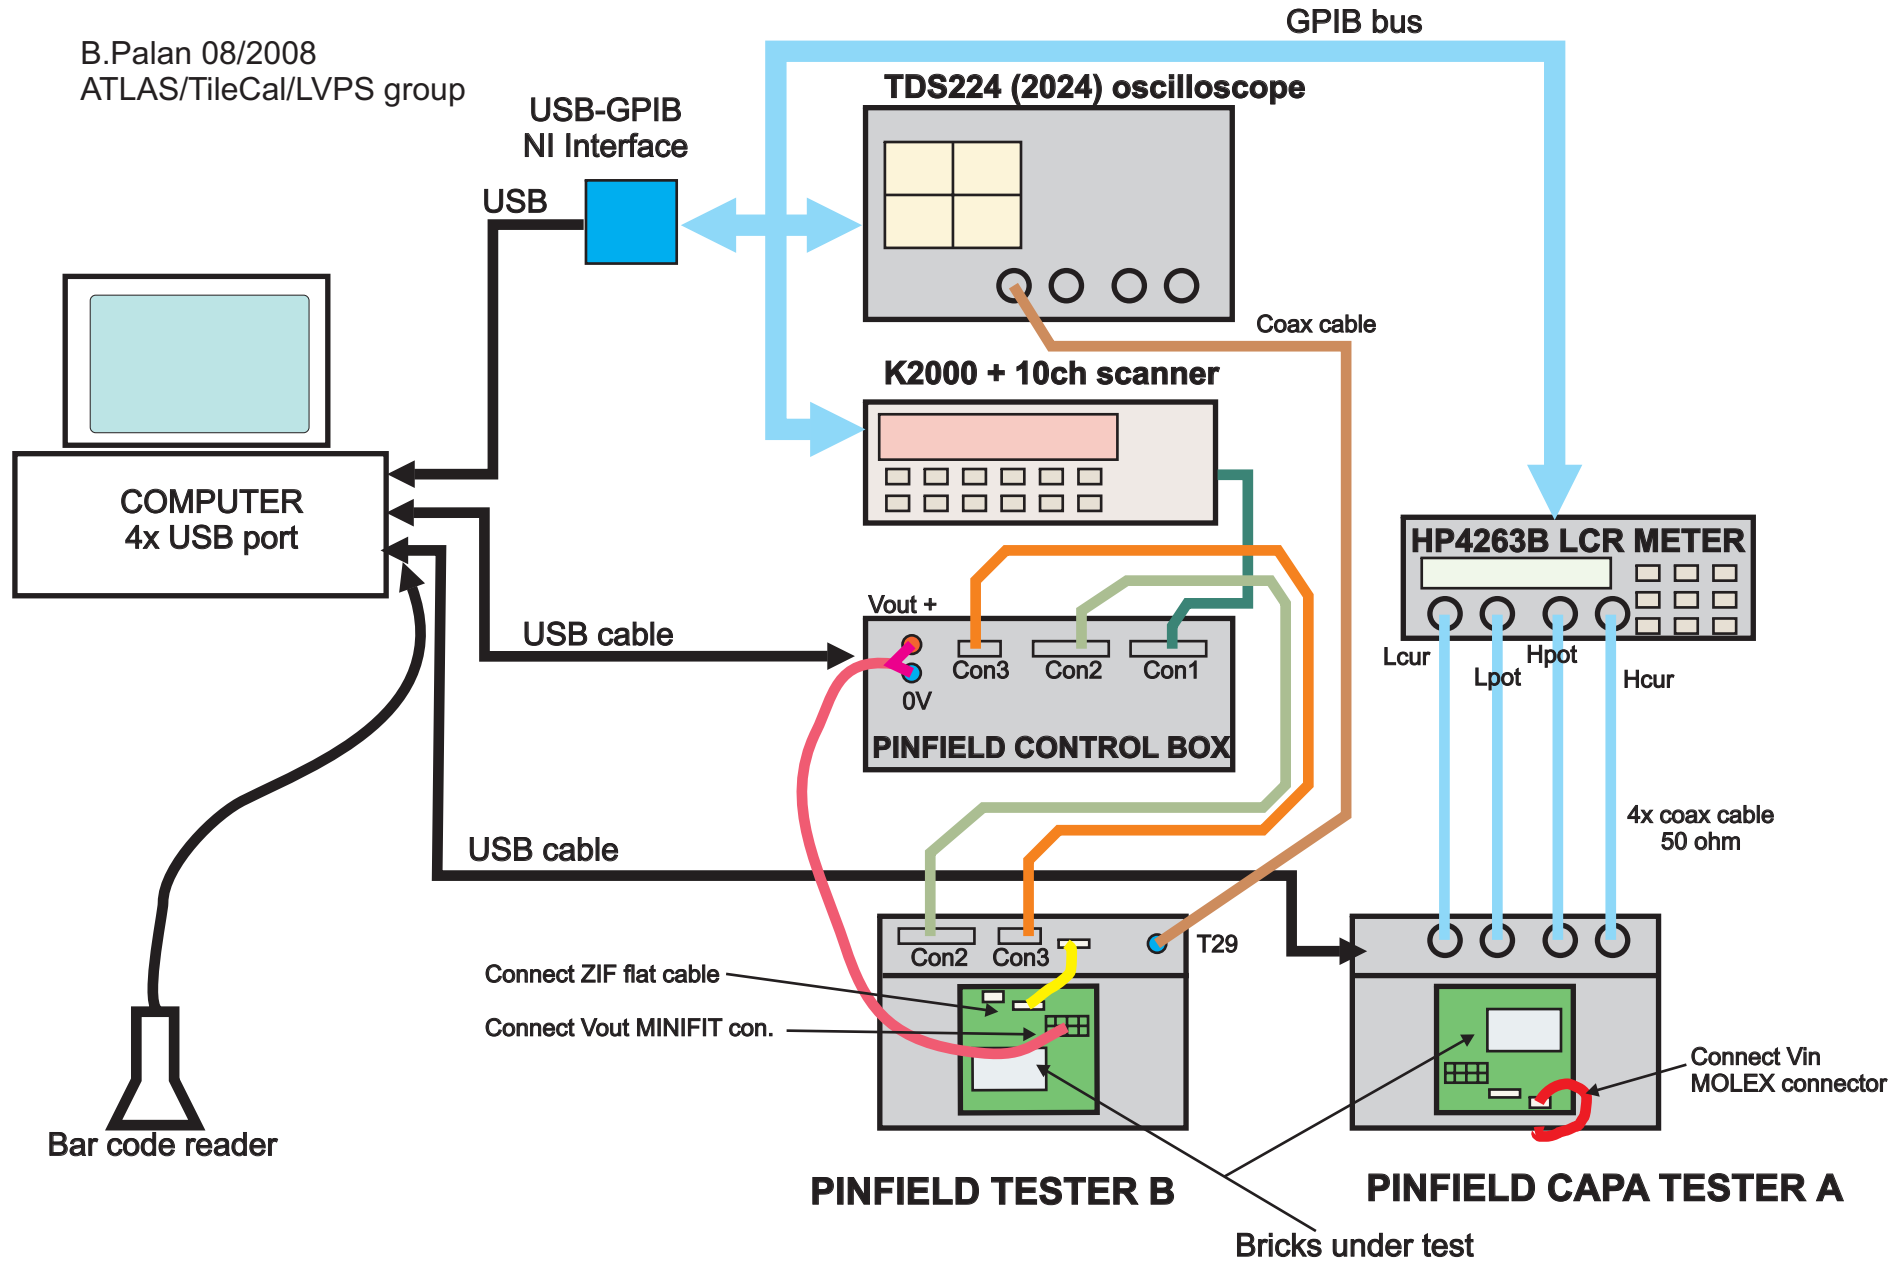 B.Palan 08/2008
ATLAS/TileCal/LVPS group
GPIB bus
TDS224 (2024) oscilloscope
USB-GPIB
NI Interface
USB
Coax cable
K2000 + 10ch scanner
COMPUTER
4x USB port
HP4263B LCR METER
Vout +
USB cable
Con3
Con2
Con1
0V
PINFIELD CONTROL BOX
Lcur
Lpot
Hpot
Hcur
4x coax cable
50 ohm
USB cable
Con2
Con3
T29
Connect ZIF flat cable
Connect Vout MINIFIT con.
Connect Vin
MOLEX connector
Bar code reader
PINFIELD TESTER B
PINFIELD CAPA TESTER A
Bricks under test